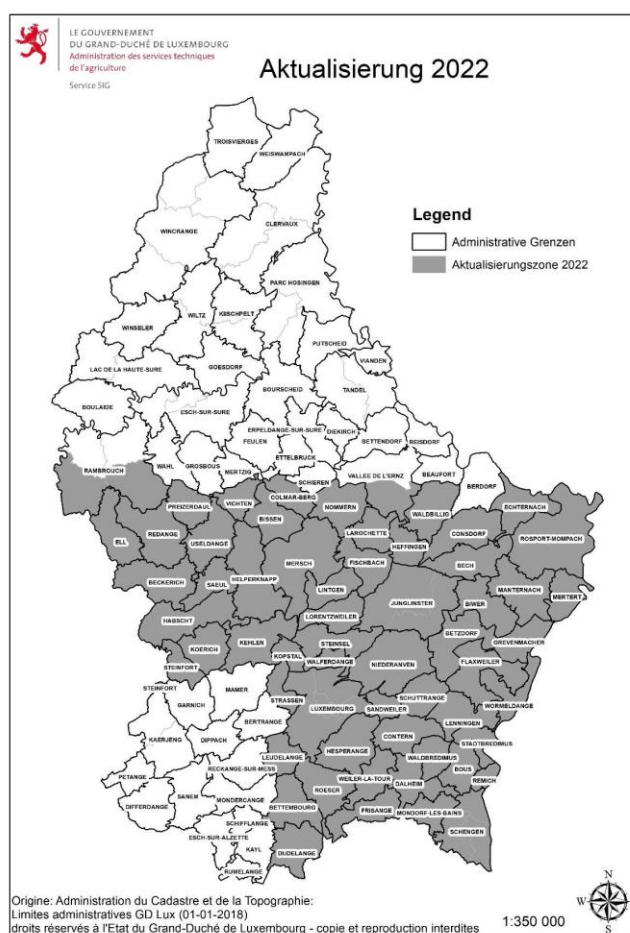 LE GOUVERNEMENT
DU GRAND-DUCHÉ DE LUXEMBOURG
Administration des services techniques
de l'agriculture
Service SIG
Aktualisierung 2022
Legend
Administrative Grenzen
Aktualisierungszone 2022
TROISVIERGES
WEISWAMPACH
WINCRANGE
CLERVAUX
PARC HOSINGEN
WILTZ
KIISCHPELT
WINSELER
PUTSCHEID
VIANDEN
LAC DE LA HAUTE-SURE
GOESDORF
BOURSCHEID
TANDEL
BOULAIDE
ESCH-SUR-SURE
ERPELDANGE-SUR-SURE
DIEKIRCH
FEULEN
BETTENDORF
REISDORF
ETTELBRUCK
RAMBROUCH
WAHL
GROSBOUS
MERTZIG
SCHIEREN
VALLEE DE L'ERNZ
BEAUFORT
BERDORF
COLMAR-BERG
PREIZERDAUL
VICHTEN
NOMMERN
WALDBILLIG
ECHTERNACH
BISSEN
ELL
REDANGE
USELDANGE
LAROCHETTE
HEFFINGEN
CONSDORF
ROSPORT-MOMPACH
MERSCH
FISCHBACH
BECH
BECKERICH
SAEUL
HELPERKNAPP
LINTGEN
JUNGLINSTER
BIWER
MANTERNACH
MERTERT
LORENTZWEILER
HABSCHT
KOERICH
KEHLEN
STEINSEL
BETZDORF
GREVENMACHER
STEINFORT
KOPSTAL
WALFERDANGE
NIEDERANVEN
FLAXWEILER
STEINFORT
GARNICH
MAMER
STRASSEN
LUXEMBOURG
SCHUTTRANGE
SANDWEILER
WORMELDANGE
BERTRANGE
LENNINGEN
KAERJENG
DIPPACH
CONTERN
STADTBREDIMUS
LEUDELANGE
HESPERANGE
WALDBREDIMUS
RECKANGE-SUR-MESS
BOUS
PETANGE
WEILER-LA-TOUR
DALHEIM
REMICH
SANEM
ROESER
DIFFERDANGE
MONDERCANGE
BETTEMBOURG
FRISANGE
MONDORF-LES-BAINS
SCHIFFLANGE
SCHENGEN
ESCH-SUR-ALZETTE
KAYL
DUDELANGE
RUMELANGE
Origine: Administration du Cadastre et de la Topographie:
Limites administratives GD Lux (01-01-2018)
droits réservés à l'Etat du Grand-Duché de Luxembourg - copie et reproduction interdites
1:350 000
N
W
E
S